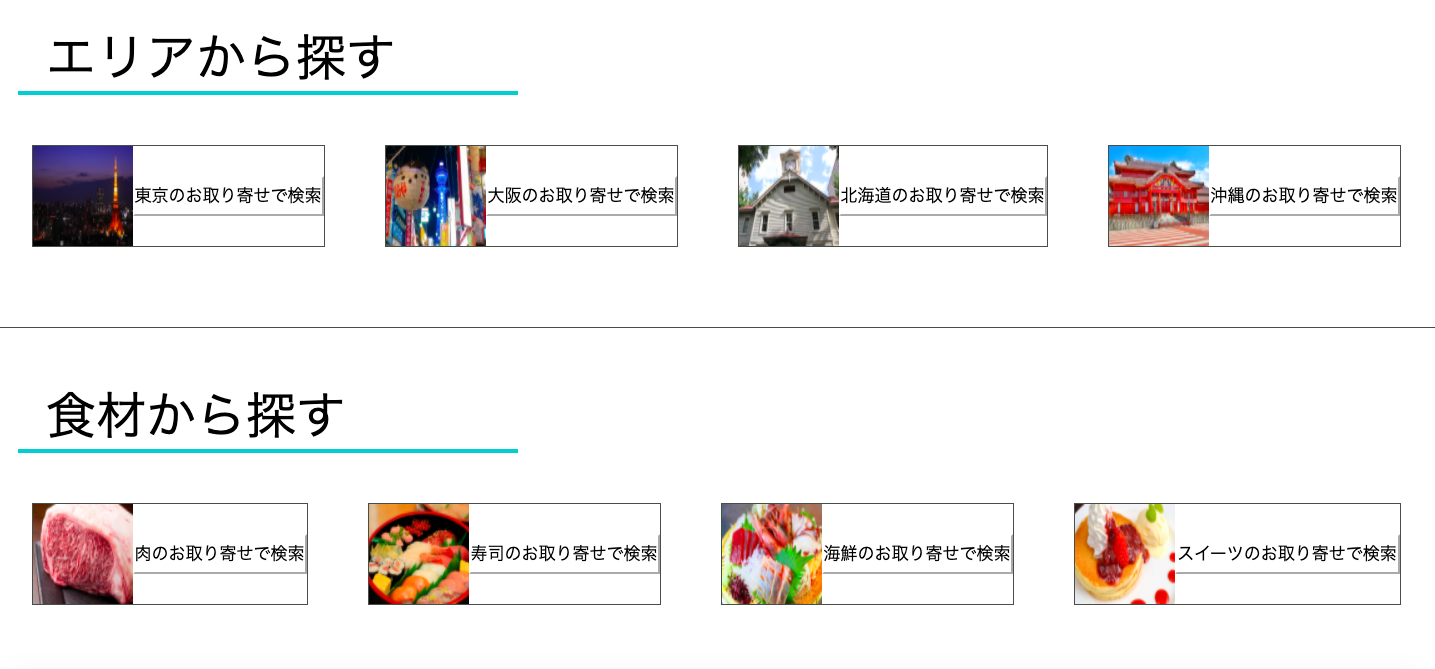 エリアから探す
東京のお取り寄せで検索
大阪のお取り寄せで検索
北海道のお取り寄せで検索
沖縄のお取り寄せで検索
食材から探す
肉のお取り寄せで検索
寿司のお取り寄せで検索
海鮮のお取り寄せで検索
スイーツのお取り寄せで検索